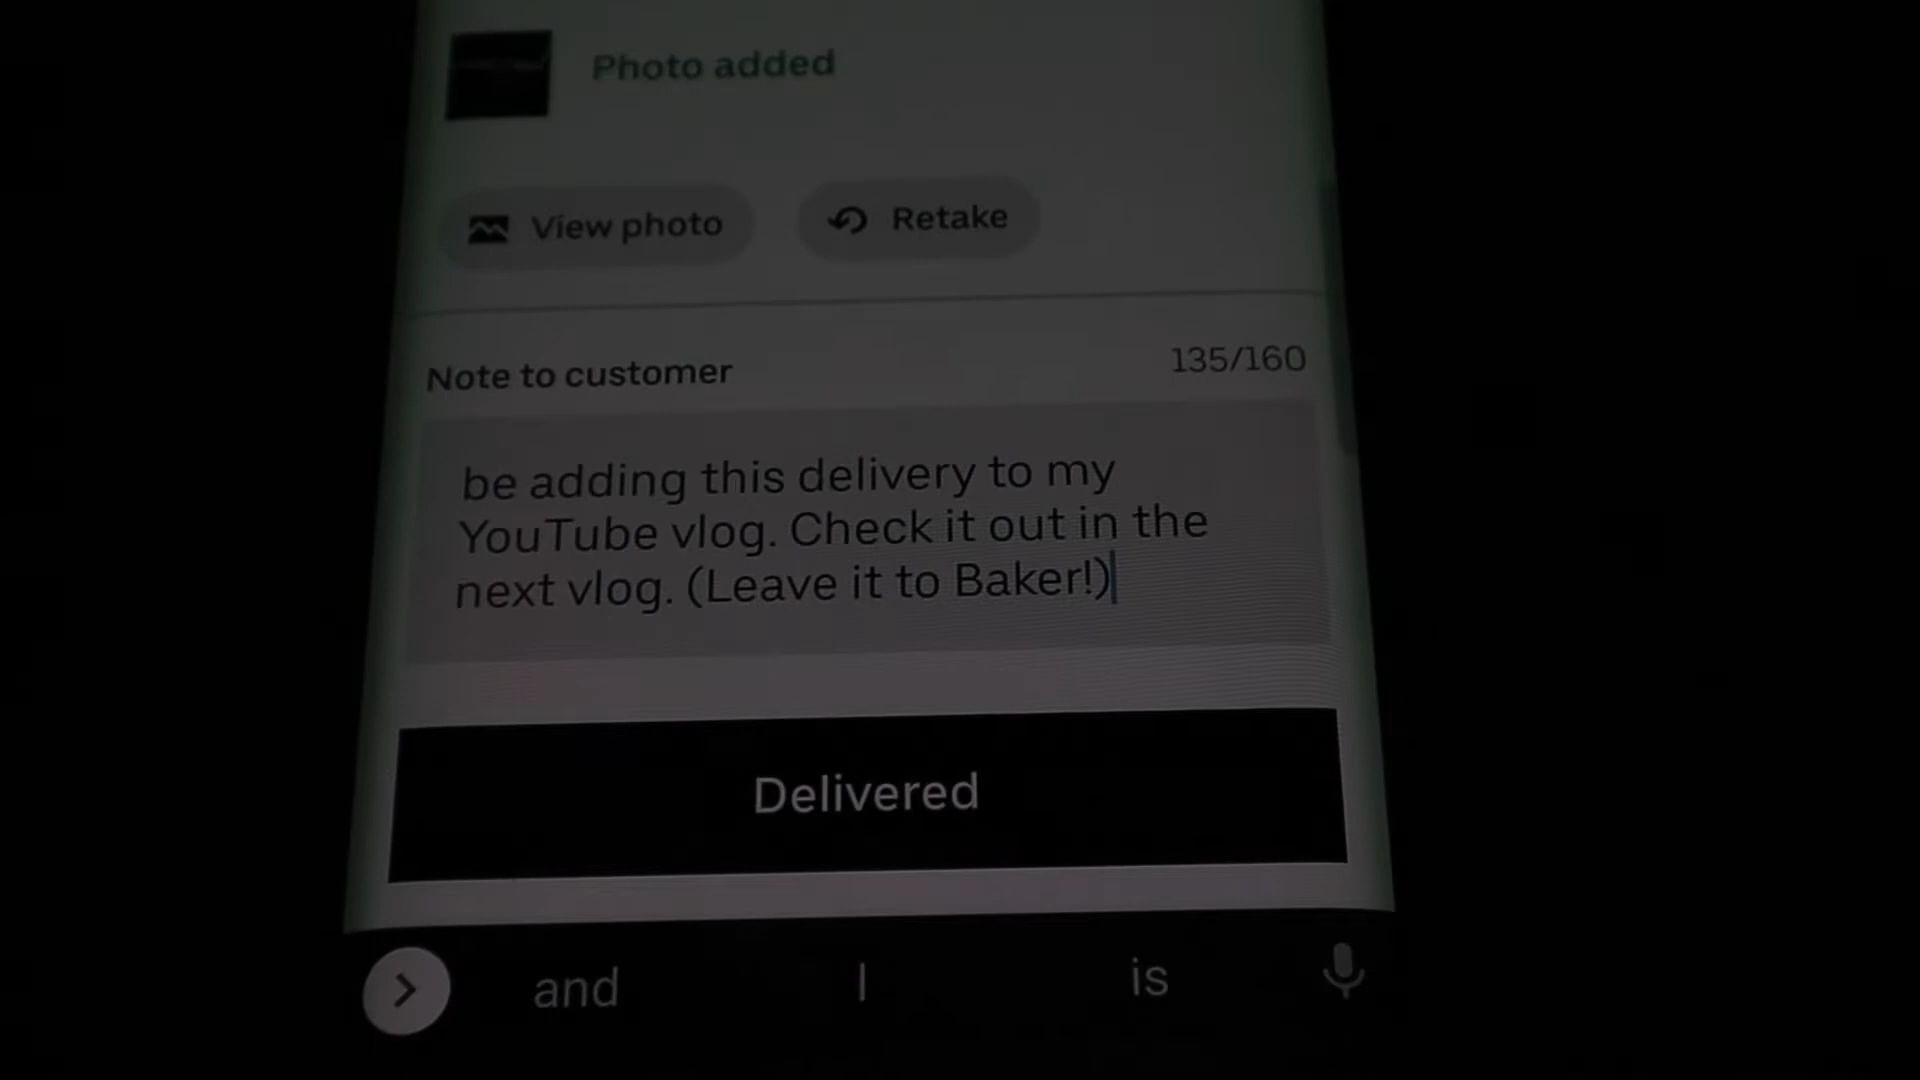 Photo added
View photo
Retake
Note to customer
135/160
be adding this delivery to my
YouTube vlog. Check it out in the
next vlog. (Leave it to Baker!)
Delivered
and
I
is